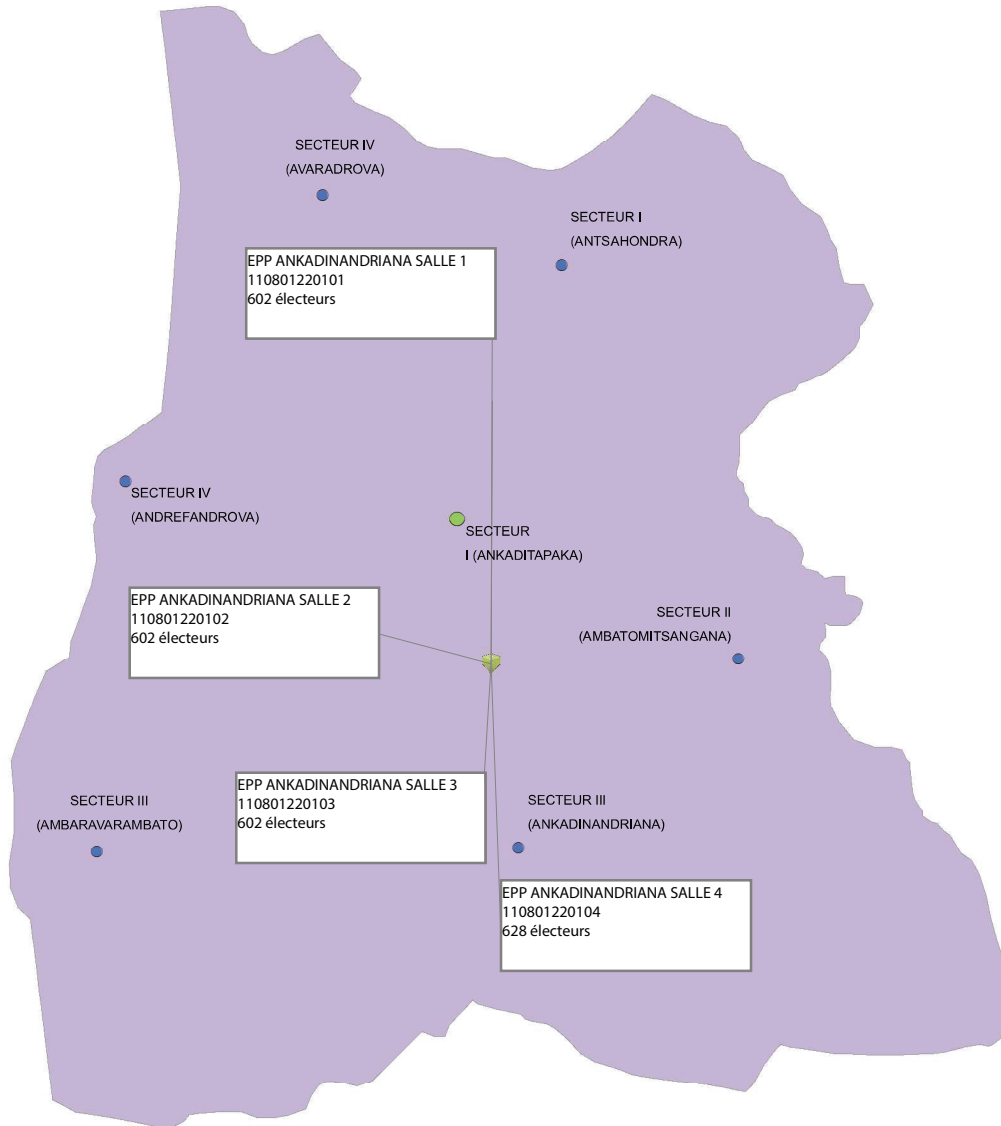 SECTEUR IV
(AVARADROVA)
SECTEUR I
(ANTSAHONDRA)
EPP ANKADINANDRIANA SALLE 1
110801220101
602 électeurs
SECTEUR IV
(ANDREFANDROVA)
SECTEUR
I (ANKADITAPAKA)
EPP ANKADINANDRIANA SALLE 2
110801220102
602 électeurs
SECTEUR II
(AMBATOMITSANGANA)
EPP ANKADINANDRIANA SALLE 3
110801220103
602 électeurs
SECTEUR III
(AMBARAVARAMBATO)
SECTEUR III
(ANKADINANDRIANA)
EPP ANKADINANDRIANA SALLE 4
110801220104
628 électeurs